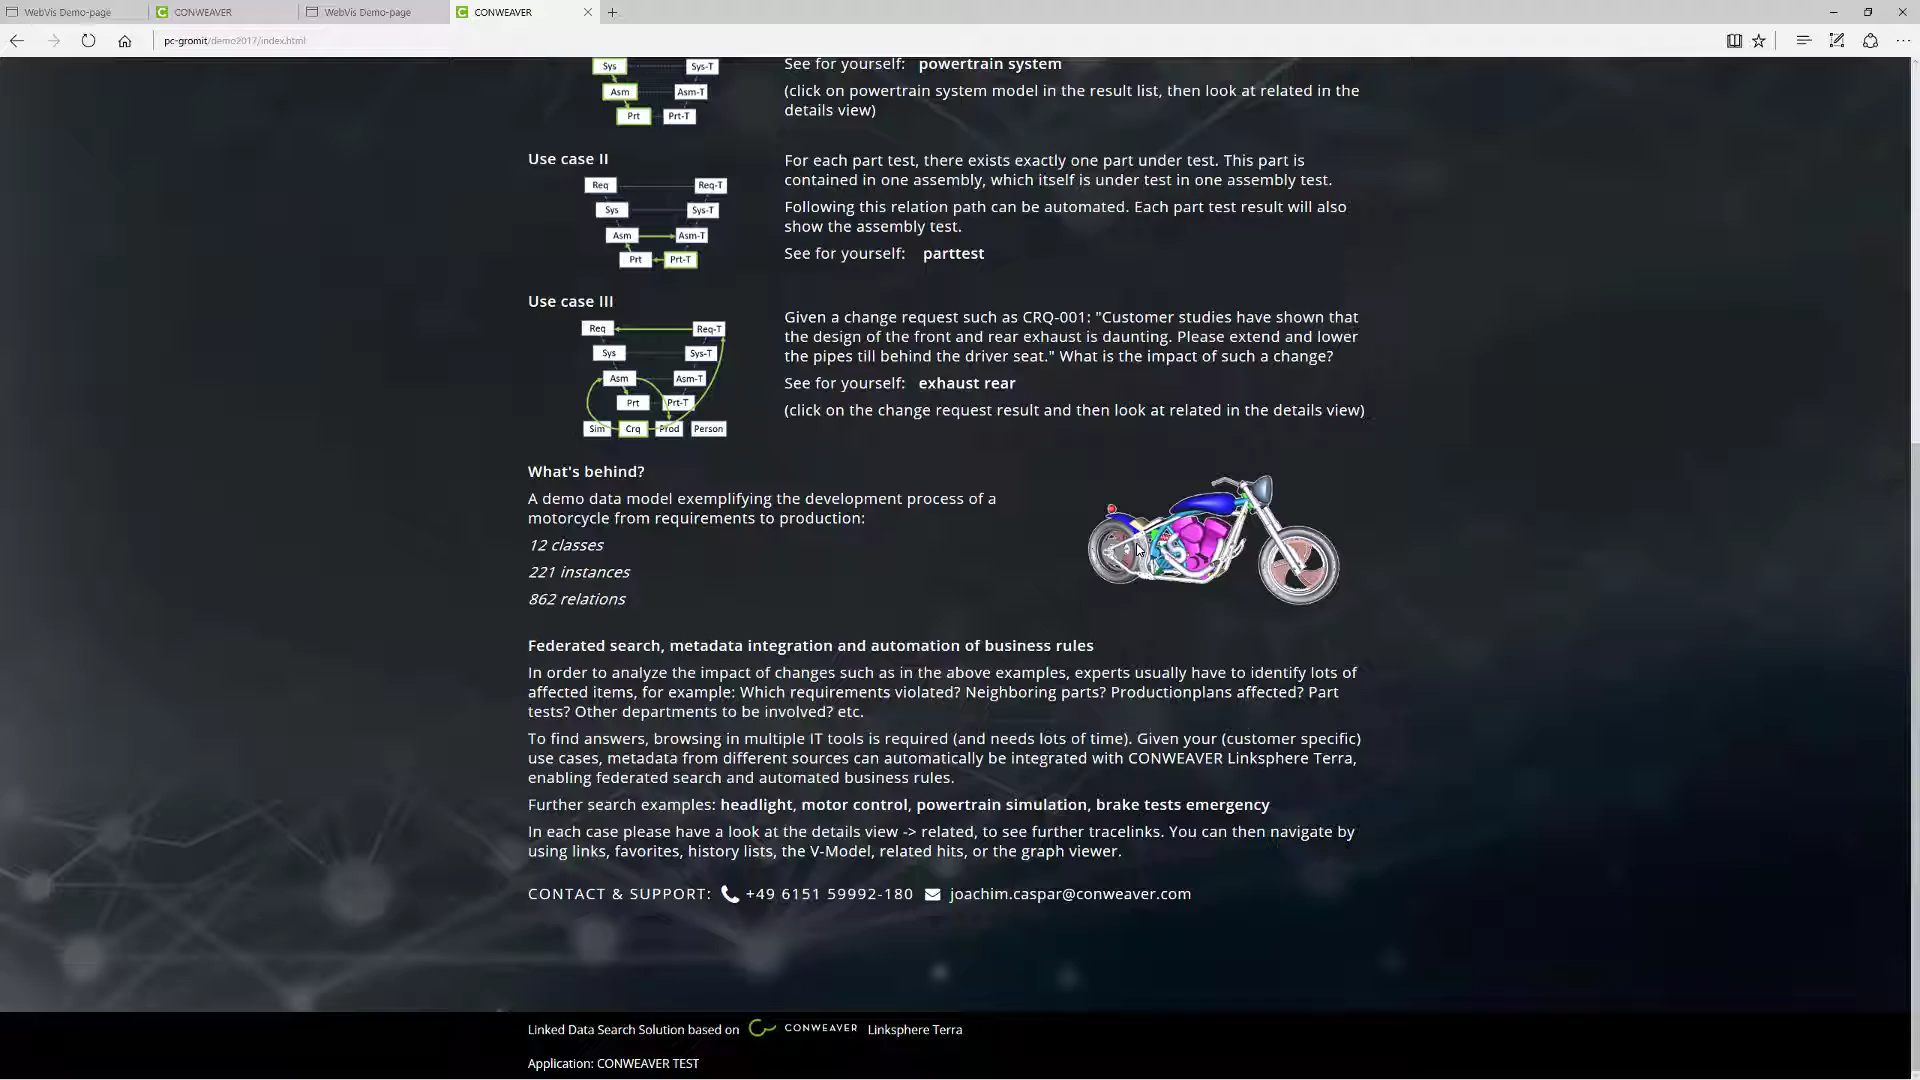 WebVis Demo-page
CONWEAVER
WebVis Demo-page
CONWEAVER
pc-gromit/demo2017/index.html
Sys Sys-T
Asm Asm-T
Prt Prt-T
See for yourself: powertrain system
(click on powertrain system model in the result list, then look at related in the
details view)
Use case II
Req Req-T
Sys Sys-T
Asm Asm-T
Prt Prt-T
For each part test, there exists exactly one part under test. This part is
contained in one assembly, which itself is under test in one assembly test.
Following this relation path can be automated. Each part test result will also
show the assembly test.
See for yourself: parttest
Use case III
Req Req-T
Sys Sys-T
Asm Asm-T
Prt Prt-T
Sim Crq Prod Person
Given a change request such as CRQ-001: "Customer studies have shown that
the design of the front and rear exhaust is daunting. Please extend and lower
the pipes till behind the driver seat." What is the impact of such a change?
See for yourself: exhaust rear
(click on the change request result and then look at related in the details view)
What's behind?
A demo data model exemplifying the development process of a
motorcycle from requirements to production:
12 classes
221 instances
862 relations
Federated search, metadata integration and automation of business rules
In order to analyze the impact of changes such as in the above examples, experts usually have to identify lots of
affected items, for example: Which requirements violated? Neighboring parts? Productionplans affected? Part
tests? Other departments to be involved? etc.
To find answers, browsing in multiple IT tools is required (and needs lots of time). Given your (customer specific)
use cases, metadata from different sources can automatically be integrated with CONWEAVER Linksphere Terra,
enabling federated search and automated business rules.
Further search examples: headlight, motor control, powertrain simulation, brake tests emergency
In each case please have a look at the details view -> related, to see further tracelinks. You can then navigate by
using links, favorites, history lists, the V-Model, related hits, or the graph viewer.
CONTACT & SUPPORT: +49 6151 59992-180 joachim.caspar@conweaver.com
Linked Data Search Solution based on CONWEAVER Linksphere Terra
Application: CONWEAVER TEST